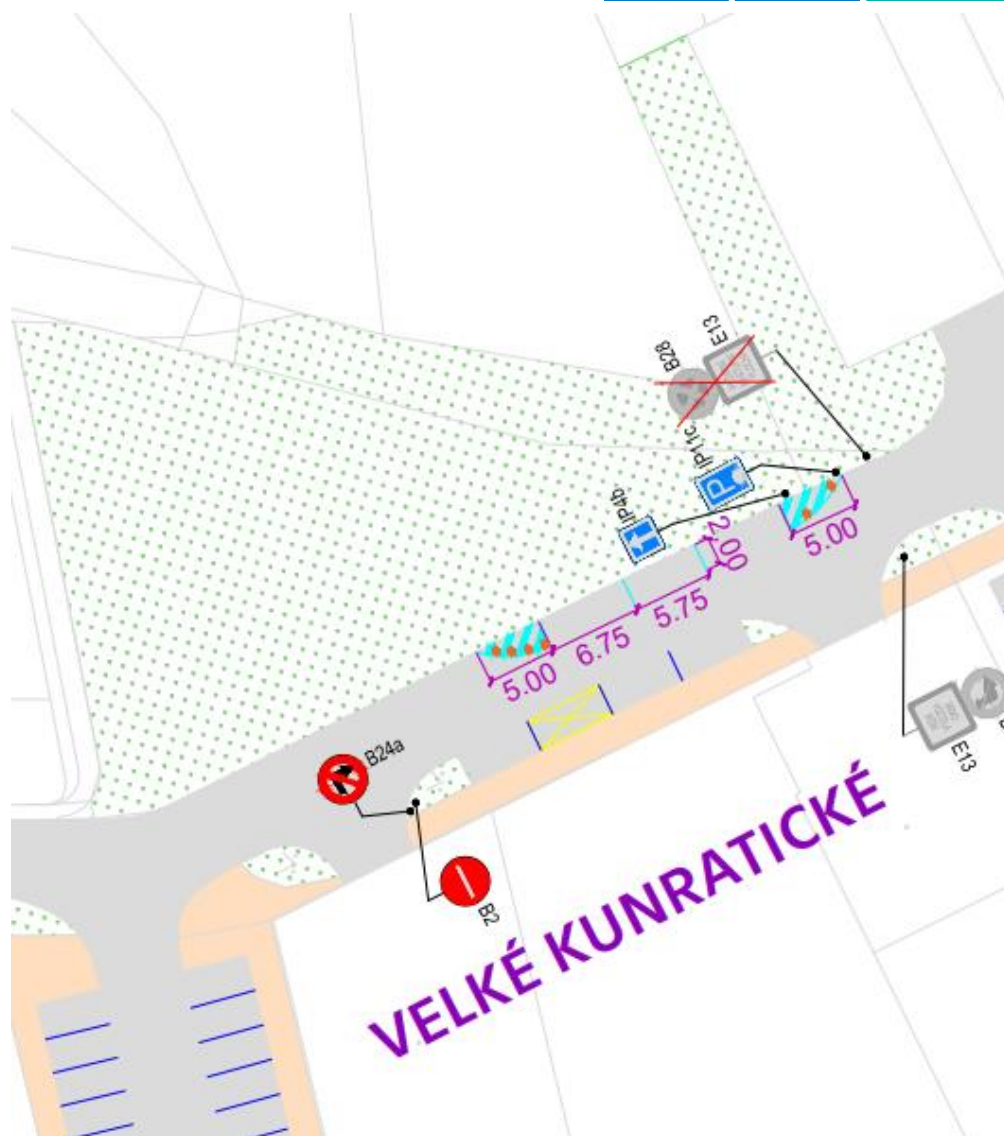 E13
B28
IP11c
IP4b
2.00
5.00
5.75
6.75
5.00
B24a
E13
B2
VELKÉ KUNRATICKÉ